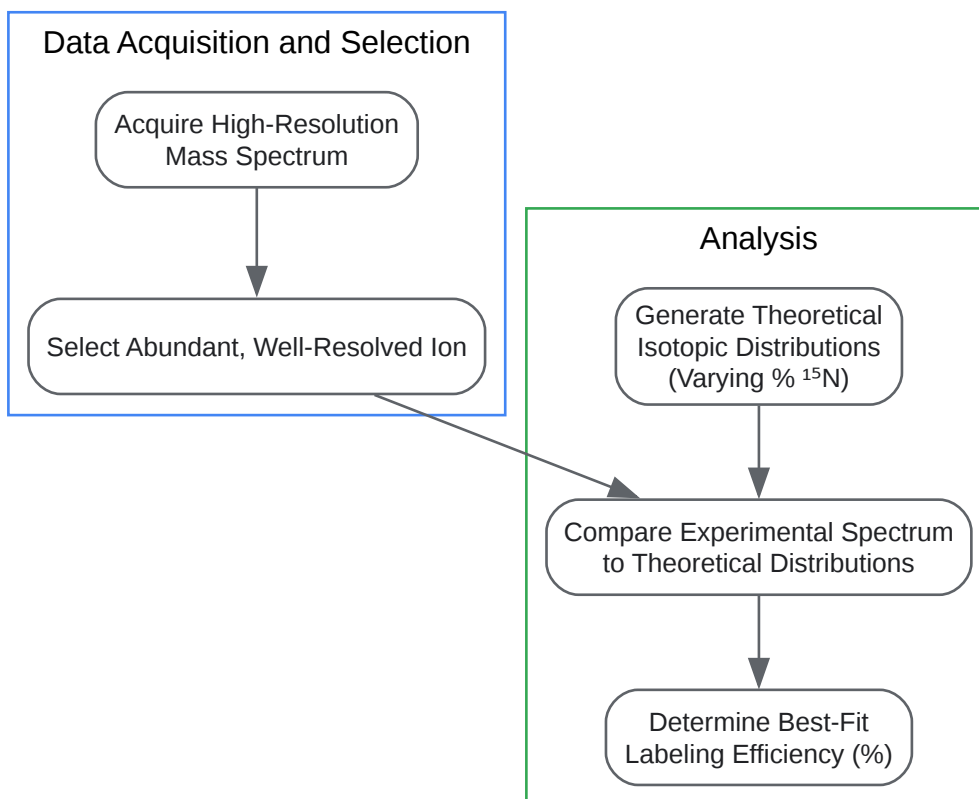 Data Acquisition and Selection
Acquire High-Resolution
Mass Spectrum
Select Abundant, Well-Resolved Ion
Analysis
Generate Theoretical
Isotopic Distributions
(Varying % ¹⁵N)
Compare Experimental Spectrum
to Theoretical Distributions
Determine Best-Fit
Labeling Efficiency (%)